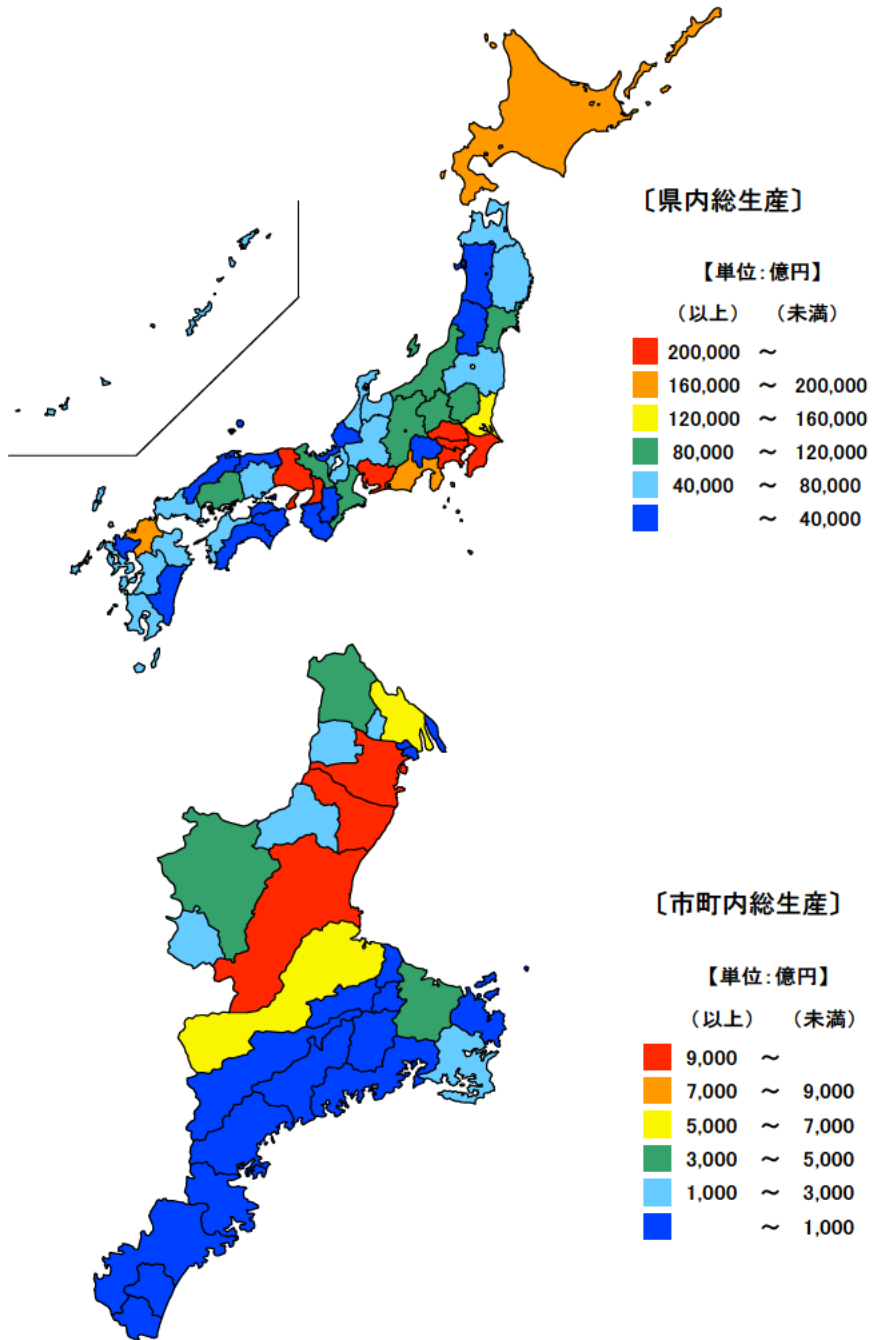 〔県内総生産〕
【単位:億円】
(以上) (未満)
200,000 ～
160,000 ～ 200,000
120,000 ～ 160,000
80,000 ～ 120,000
40,000 ～ 80,000
～ 40,000
〔市町内総生産〕
【単位:億円】
(以上) (未満)
9,000 ～
7,000 ～ 9,000
5,000 ～ 7,000
3,000 ～ 5,000
1,000 ～ 3,000
～ 1,000